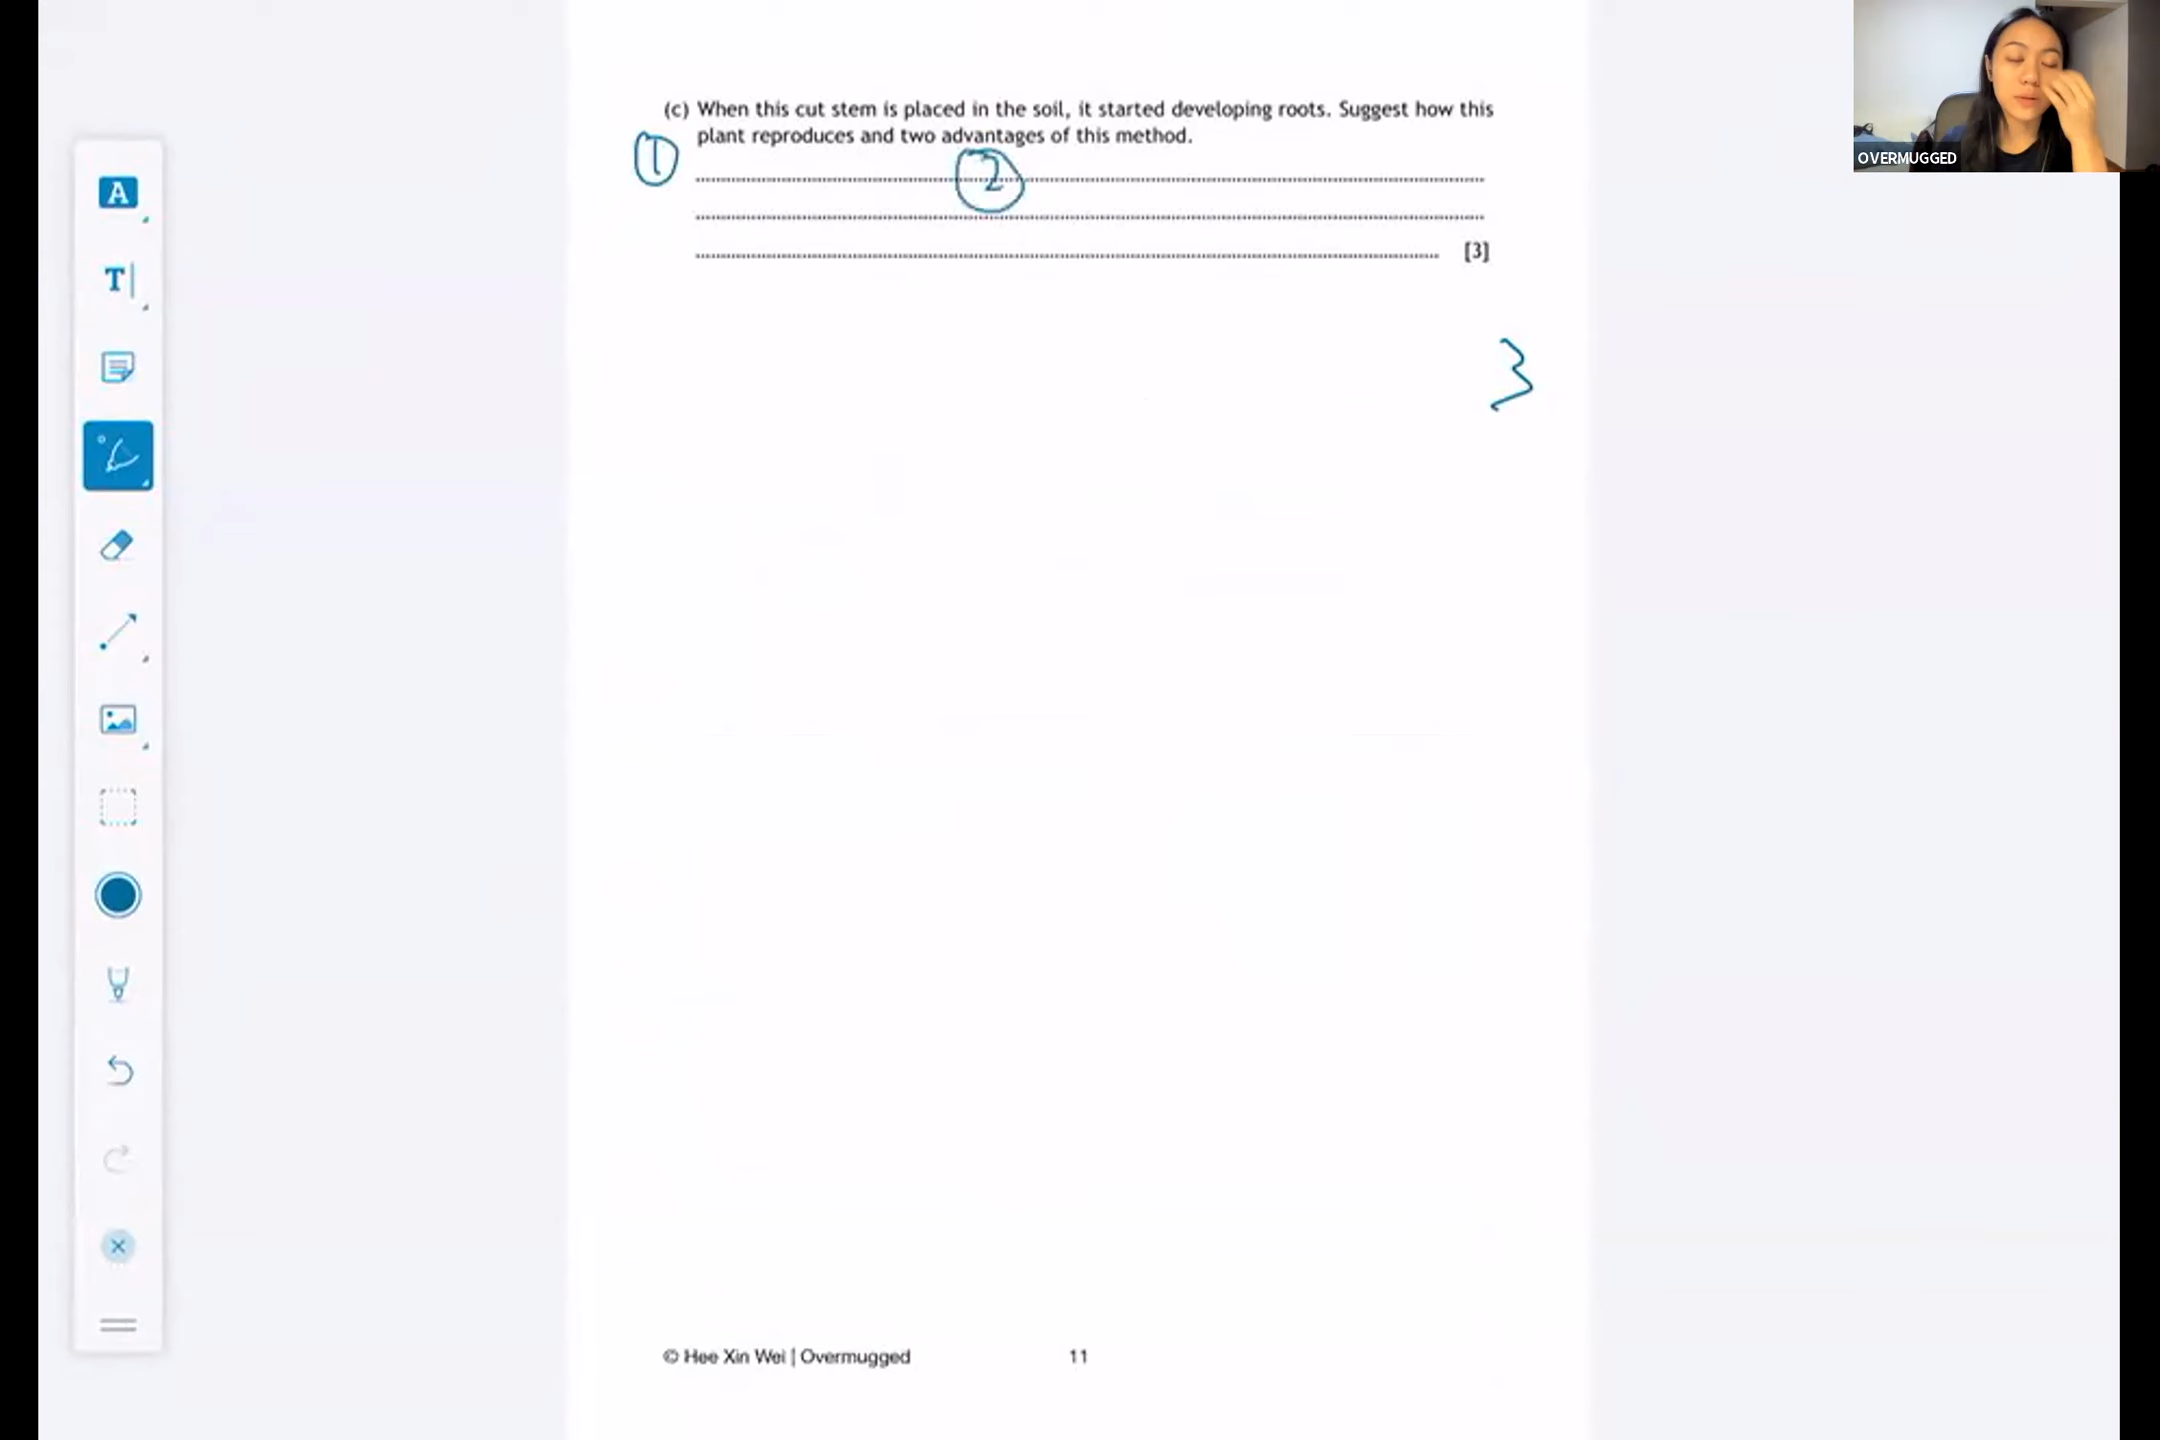 (c) When this cut stem is placed in the soil, it started developing roots. Suggest how this
plant reproduces and two advantages of this method.
1
2
[3]
3
A
T
OVERMUGGED
© Hee Xin Wei | Overmugged 11